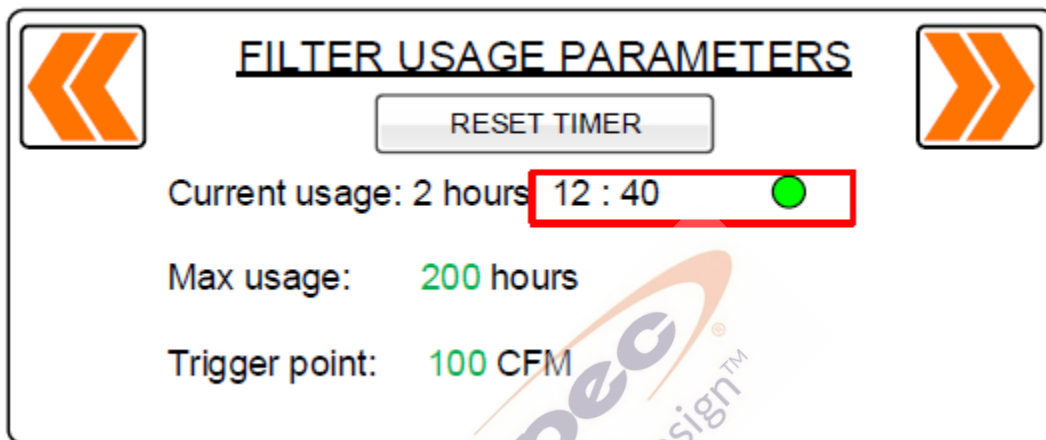 FILTER USAGE PARAMETERS
RESET TIMER
Current usage: 2 hours 12 : 40
Max usage: 200 hours
Trigger point: 100 CFM